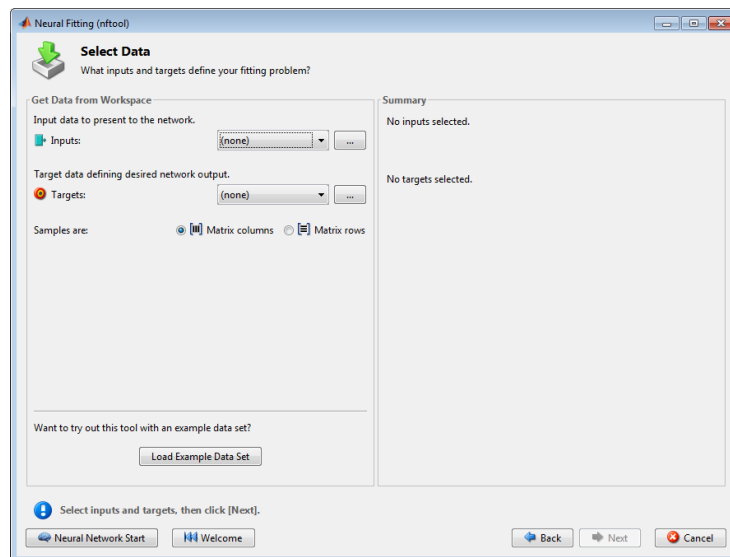 Neural Fitting (nftool)
Select Data
What inputs and targets define your fitting problem?
Get Data from Workspace
Input data to present to the network.
Inputs:
(none)
...
Target data defining desired network output.
Targets:
(none)
...
Samples are:
Matrix columns
Matrix rows
Want to try out this tool with an example data set?
Load Example Data Set
Summary
No inputs selected.
No targets selected.
Select inputs and targets, then click [Next].
Neural Network Start
Welcome
Back
Next
Cancel